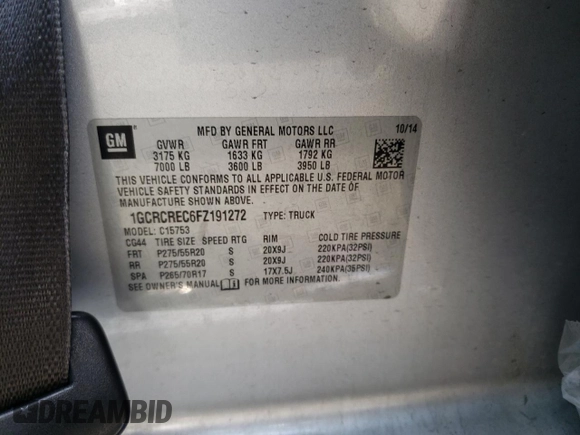 GM
MFD BY GENERAL MOTORS LLC 10/14
GVWR GAWR FRT GAWR RR
3175 KG 1633 KG 1792 KG
7000 LB 3600 LB 3950 LB
THIS VEHICLE CONFORMS TO ALL APPLICABLE U.S. FEDERAL MOTOR
VEHICLE SAFETY STANDARDS IN EFFECT ON THE DATE OF
MANUFACTURE SHOWN ABOVE.
1GCRCREC6FZ191272 TYPE: TRUCK
MODEL: C15753
CG44 TIRE SIZE SPEED RTG RIM COLD TIRE PRESSURE
FRT P275/55R20 S 20X9J 220KPA(32PSI)
RR P275/55R20 S 20X9J 220KPA(32PSI)
SPA P265/70R17 S 17X7.5J 240KPA(35PSI)
SEE OWNER'S MANUAL FOR MORE INFORMATION.
DREAMBID